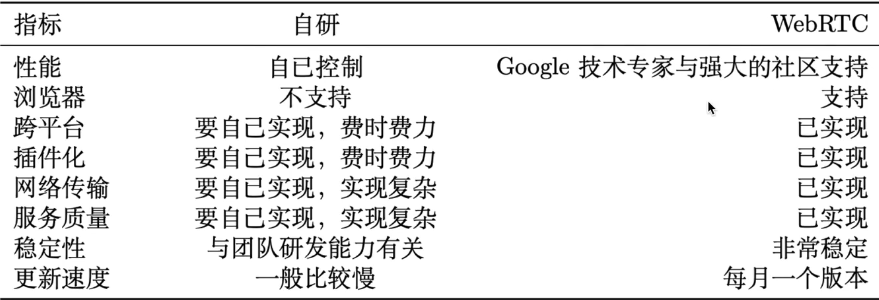 指标 自研 WebRTC
性能 自已控制 Google 技术专家与强大的社区支持
浏览器 不支持 支持
跨平台 要自己实现，费时费力 已实现
插件化 要自己实现，费时费力 已实现
网络传输 要自己实现，实现复杂 已实现
服务质量 要自己实现，实现复杂 已实现
稳定性 与团队研发能力有关 非常稳定
更新速度 一般比较慢 每月一个版本